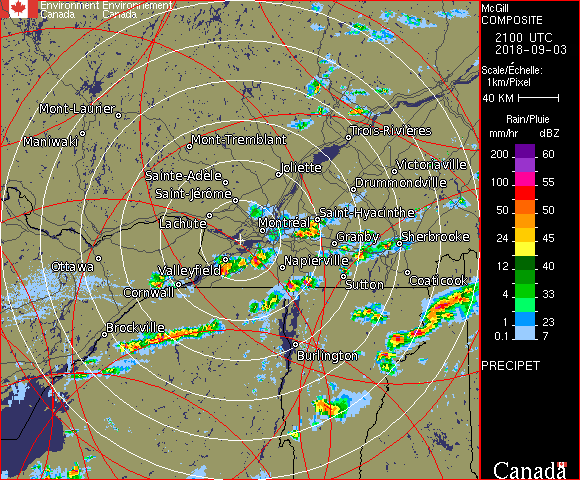 Environment Environnement
Canada Canada
McGill
COMPOSITE
2100 UTC
2018-09-03
Scale/Échelle:
1km/Pixel
40 KM
Rain/Pluie
mm/hr dBZ
200 60
100 55
50 50
24 45
12 40
4 33
1 23
0.1 7
PRECIPET
Canada
Mont-Laurier
Maniwaki
Mont-Tremblant
Trois-Rivières
Sainte-Adèle
Joliette
Victoriaville
Saint-Jérôme
Drummondville
Lachute
Montréal
Saint-Hyacinthe
Granby
Sherbrooke
Ottawa
Valleyfield
Napierville
Cornwall
Sutton
Coaticook
Brockville
Burlington